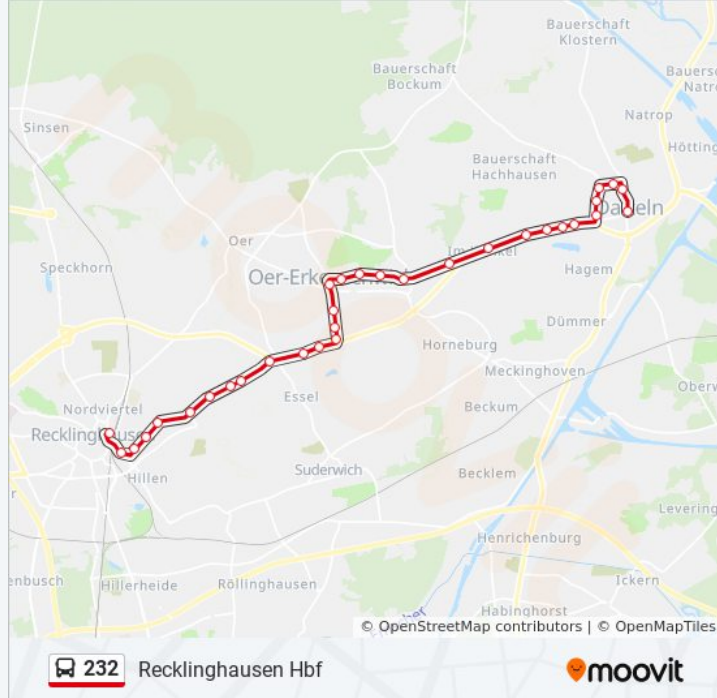 Bauerschaft
Klostern
Bauerschaft
Bockum
Natrop
Sinsen
Bauerschaft
Hachhausen
Oer
Speckhorn
Hagem
Dümmer
Horneburg
Meckinghoven
Essel
Beckum
Nordviertel
Suderwich
Hillen
Becklem
Henrichenburg
Hillerheide
Röllinghausen
Ickern
Habinghorst
© OpenStreetMap contributors | © OpenMapTiles
232 Recklinghausen Hbf
moovit